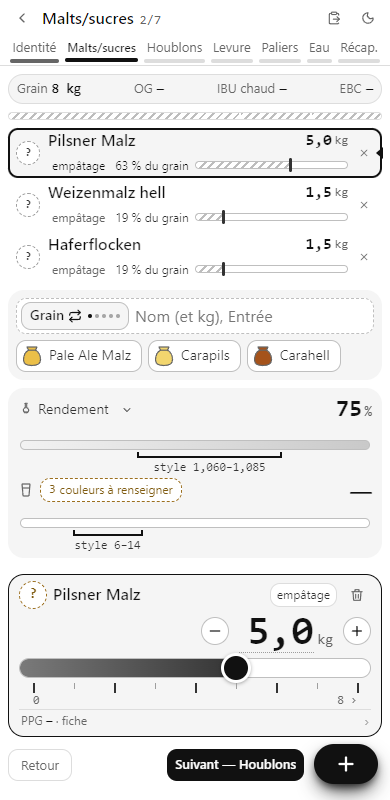 Malts/sucres 2/7
Identité Malts/sucres Houblons Levure Paliers Eau Récap.
Grain 8 kg OG – IBU chaud – EBC –
? Pilsner Malz 5,0 kg ×
empâtage 63 % du grain
? Weizenmalz hell 1,5 kg ×
empâtage 19 % du grain
? Haferflocken 1,5 kg ×
empâtage 19 % du grain
Grain Nom (et kg), Entrée
Pale Ale Malz Carapils Carahell
Rendement 75 %
style 1,060–1,085
3 couleurs à renseigner —
style 6–14
? Pilsner Malz empâtage
− 5,0 kg +
0 8 ›
PPG – · fiche ›
Retour Suivant — Houblons +